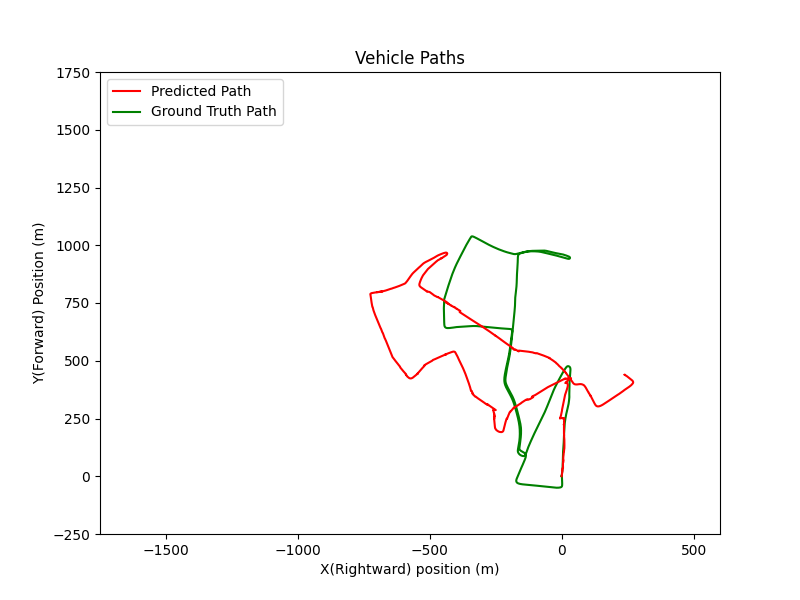 Vehicle Paths
Predicted Path
Ground Truth Path
1750
1500
1250
1000
750
500
250
0
−250
Y(Forward) Position (m)
−1500 −1000 −500 0 500
X(Rightward) position (m)